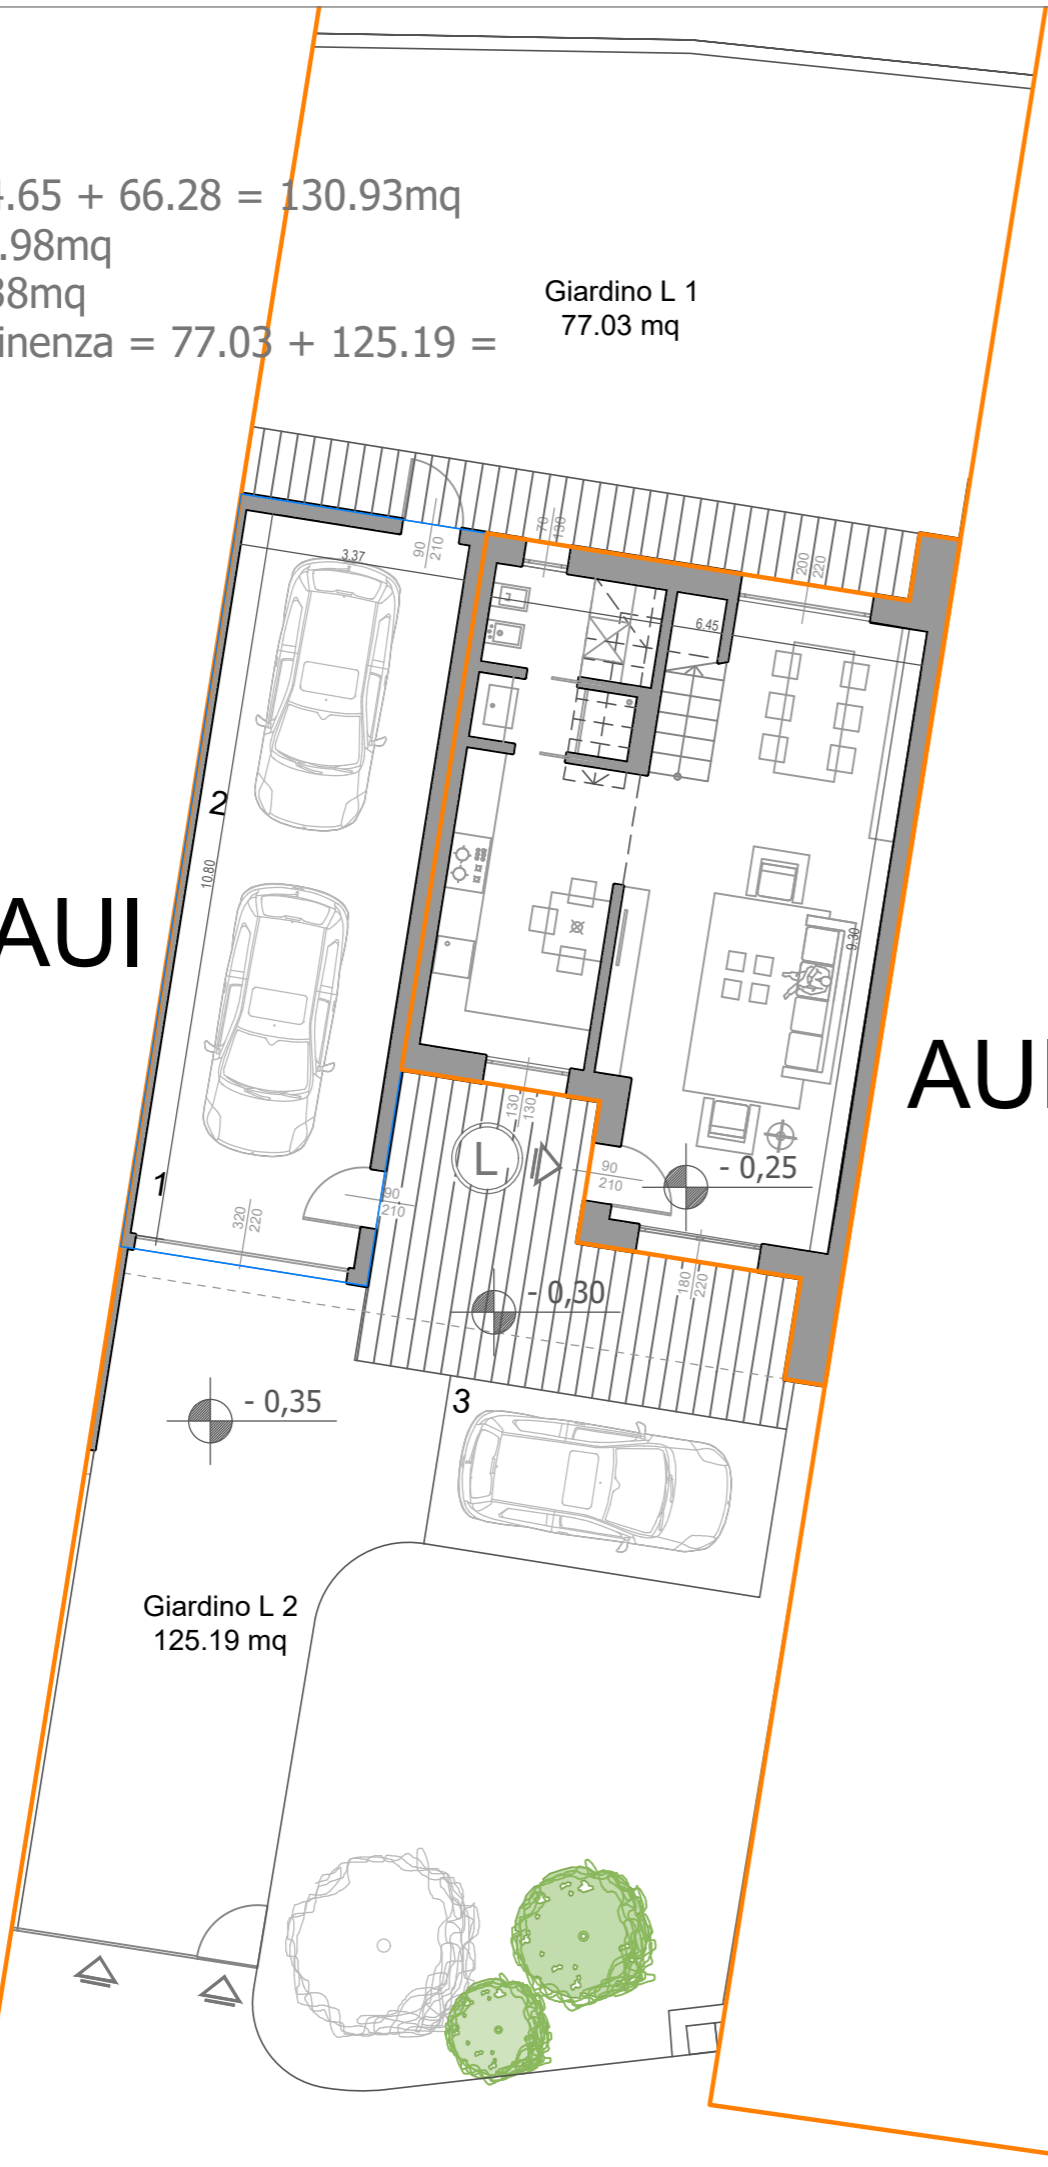 .65 + 66.28 = 130.93mq
.98mq
38mq
inenza = 77.03 + 125.19 =
Giardino L 1
77.03 mq
3.37
90
210
70
130
200
220
6.45
2
10.80
AUI
9.30
AUI
130
130
L
90
210
- 0,25
1
90
210
320
220
180
220
- 0,30
3
- 0,35
Giardino L 2
125.19 mq